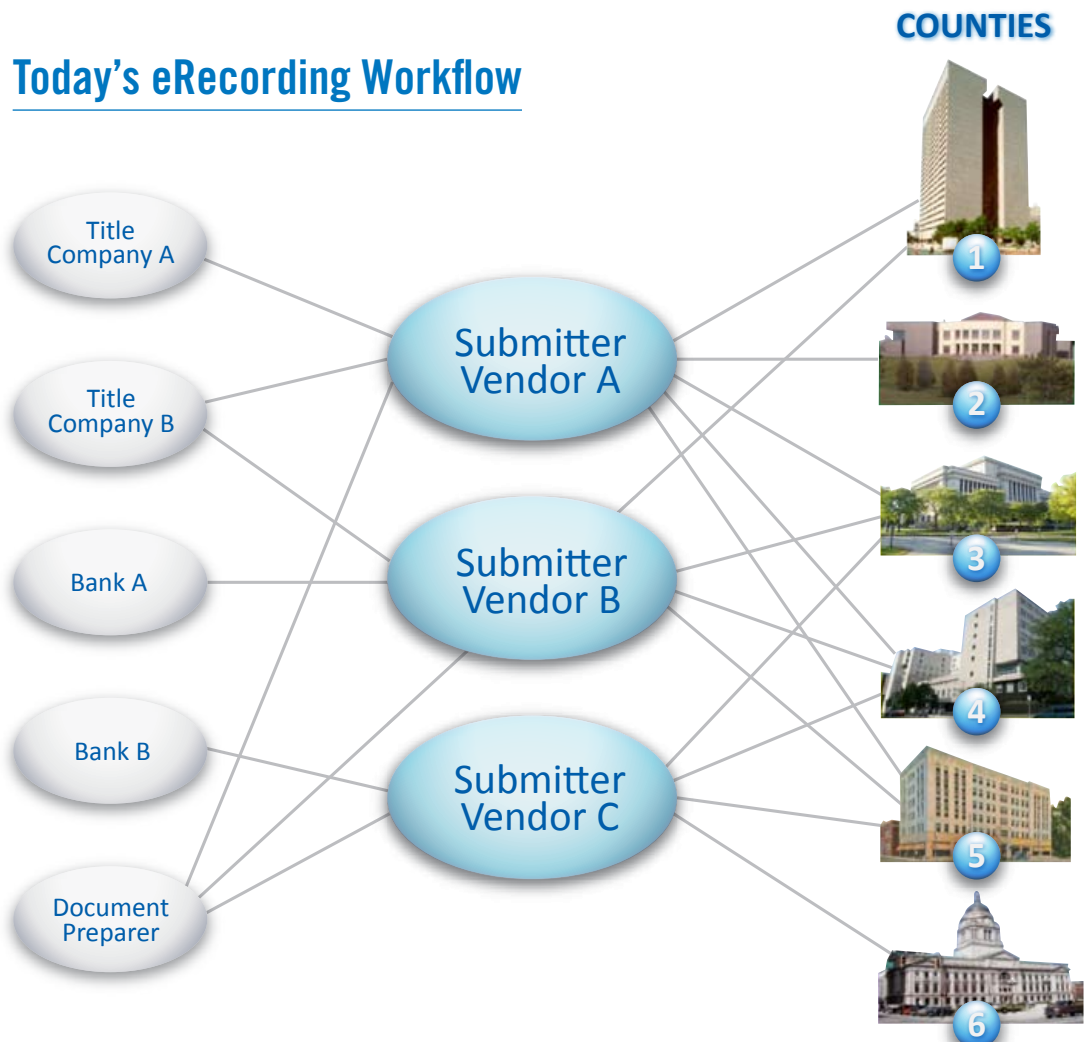 COUNTIES
Today's eRecording Workflow
Title
Company A
Title
Company B
Bank A
Bank B
Document
Preparer
Submitter
Vendor A
Submitter
Vendor B
Submitter
Vendor C
1
2
3
4
5
6